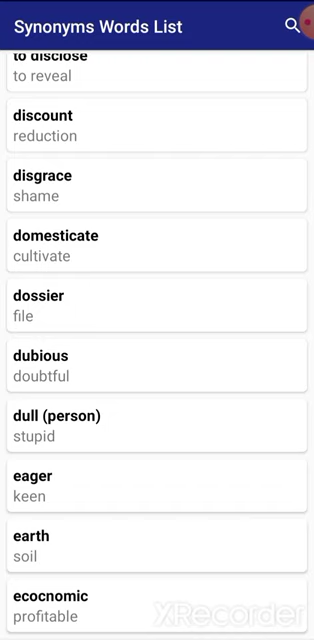 Synonyms Words List
to disclose
to reveal
discount
reduction
disgrace
shame
domesticate
cultivate
dossier
file
dubious
doubtful
dull (person)
stupid
eager
keen
earth
soil
ecocnomic
profitable
XRecorder